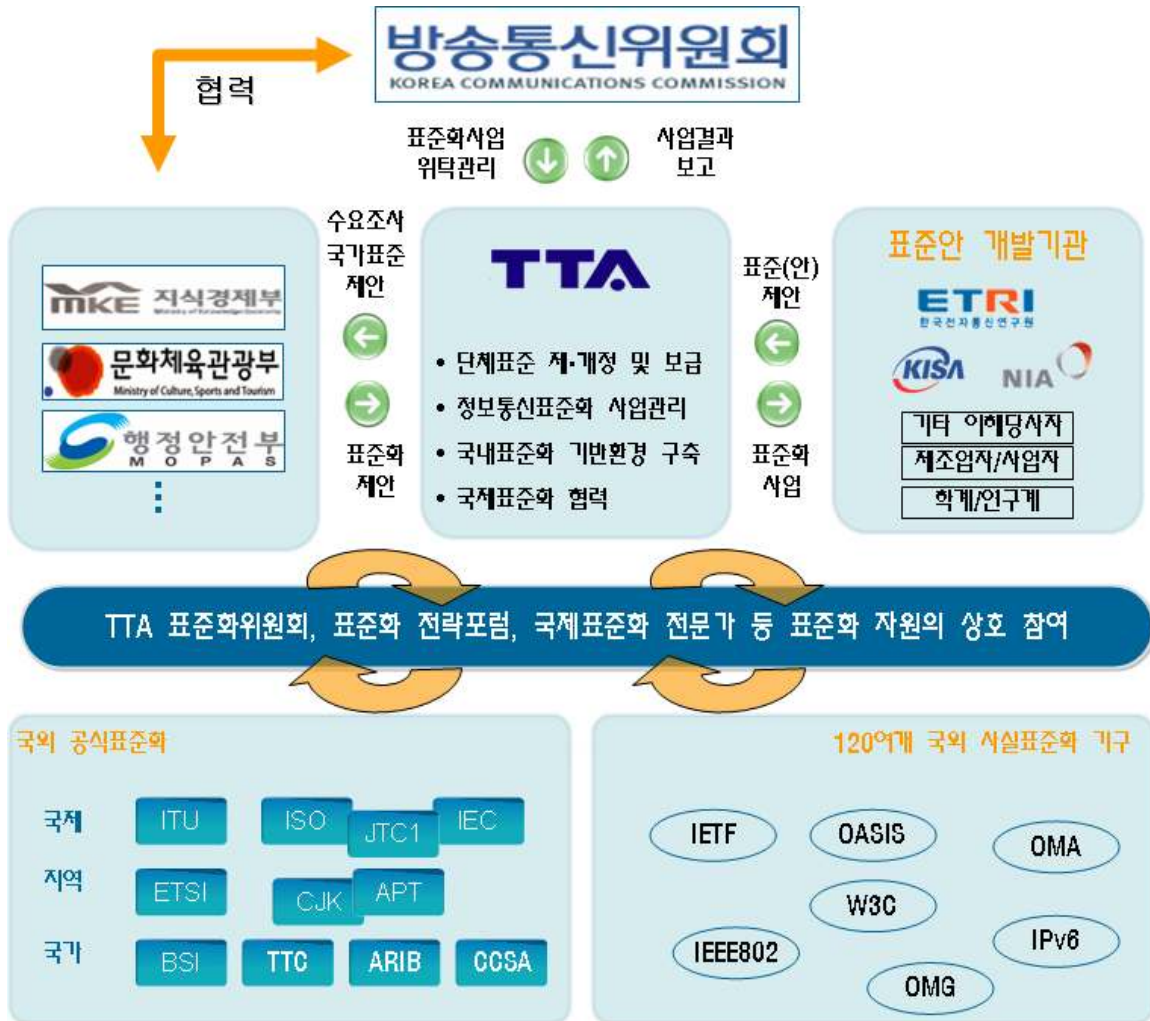 방송통신위원회
KOREA COMMUNICATIONS COMMISSION
협력
표준화사업
위탁관리
사업결과
보고
MKE 지식경제부
문화체육관광부
Ministry of Culture, Sports and Tourism
행정안전부
MOPAS
수요조사
국가표준
제안
표준화
제안
TTA
• 단체표준 제·개정 및 보급
• 정보통신표준화 사업관리
• 국내표준화 기반환경 구축
• 국제표준화 협력
표준(안)
제안
표준화
사업
표준안 개발기관
ETRI
한국전자통신연구원
KISA
NIA
기타 이해당사자
제조업자/사업자
학계/연구계
TTA 표준화위원회, 표준화 전략포럼, 국제표준화 전문가 등 표준화 자원의 상호 참여
국외 공식표준화
국제
ITU
ISO
JTC1
IEC
지역
ETSI
CJK
APT
국가
BSI
TTC
ARIB
CCSA
120여개 국외 사실표준화 기구
IETF
OASIS
OMA
W3C
IEEE802
IPv6
OMG